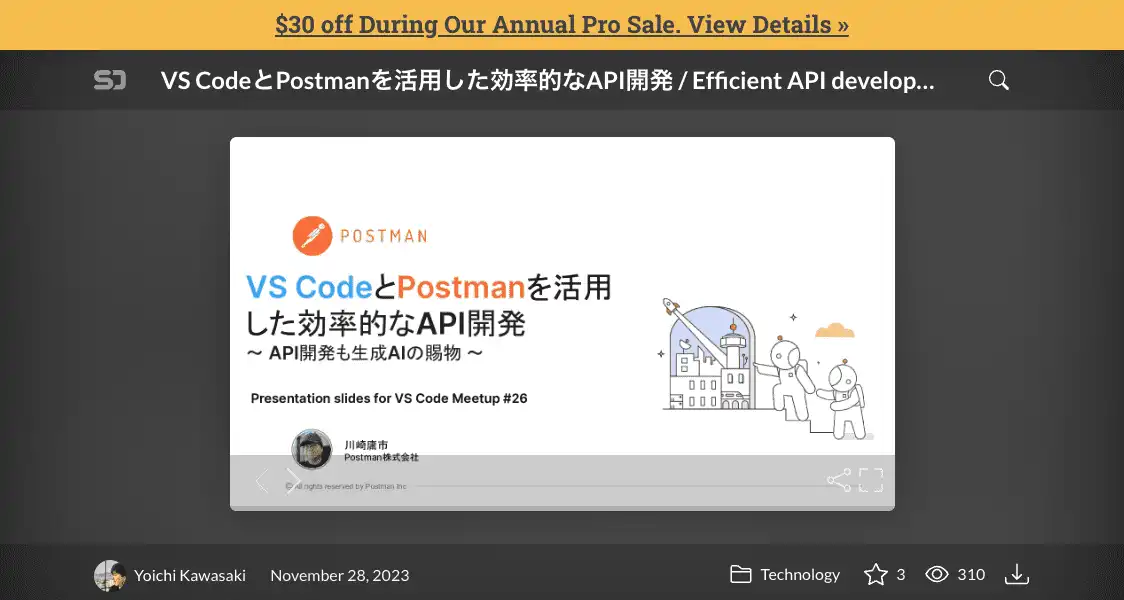 $30 off During Our Annual Pro Sale. View Details »
VS CodeとPostmanを活用した効率的なAPI開発 / Efficient API develop...
POSTMAN
VS CodeとPostmanを活用
した効率的なAPI開発
〜 API開発も生成AIの賜物 〜
Presentation slides for VS Code Meetup #26
川崎庸市
Postman株式会社
© All rights reserved by Postman Inc
Yoichi Kawasaki
November 28, 2023
Technology
3
310